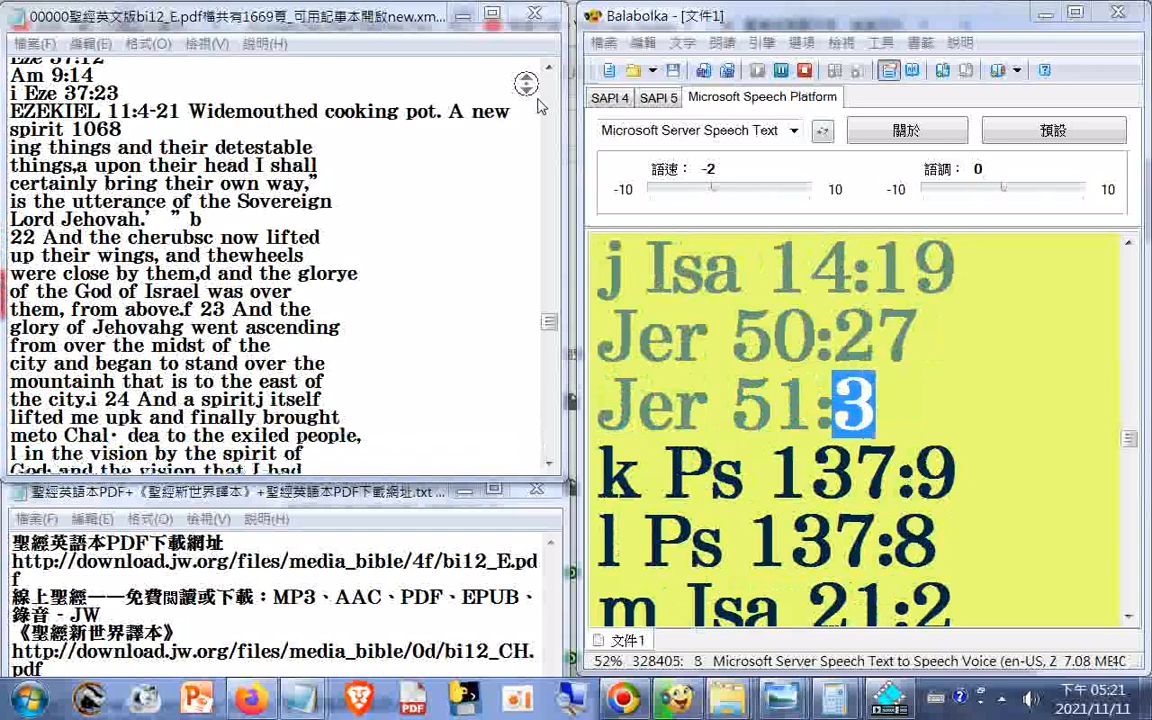 00000聖經英文版bi12_E.pdf檔共有1669頁_可用記事本開啟new.xm...
檔案(F) 編輯(E) 格式(O) 檢視(V) 說明(H)
Eze 37:12
Am 9:14
i Eze 37:23
EZEKIEL 11:4-21 Widemouthed cooking pot. A new
spirit 1068
ing things and their detestable
things,a upon their head I shall
certainly bring their own way,”
is the utterance of the Sovereign
Lord Jehovah.’ ” b
22 And the cherubsc now lifted
up their wings, and thewheels
were close by them,d and the glorye
of the God of Israel was over
them, from above.f 23 And the
glory of Jehovahg went ascending
from over the midst of the
city and began to stand over the
mountainh that is to the east of
the city.i 24 And a spiritj itself
lifted me upk and finally brought
meto Chal· dea to the exiled people,
l in the vision by the spirit of
God; and the vision that I had
聖經英語本PDF+《聖經新世界譯本》+聖經英語本PDF下載網址.txt ...
檔案(F) 編輯(E) 格式(O) 檢視(V) 說明(H)
聖經英語本PDF下載網址
http://download.jw.org/files/media_bible/4f/bi12_E.pd
f
線上聖經——免費閱讀或下載：MP3、AAC、PDF、EPUB、
錄音 - JW
《聖經新世界譯本》
http://download.jw.org/files/media_bible/0d/bi12_CH.
pdf
Balabolka - [文件1]
檔案 編輯 文字 朗讀 引擎 選項 檢視 工具 書籤 說明
SAPI 4 SAPI 5 Microsoft Speech Platform
Microsoft Server Speech Text 關於 預設
語速： -2 語調： 0
-10 10 -10 10
j Isa 14:19
Jer 50:27
Jer 51:3
k Ps 137:9
l Ps 137:8
m Isa 21:2
文件1
52% 328405: 8 Microsoft Server Speech Text to Speech Voice (en-US, Z 7.08 ME
下午 05:21
2021/11/11